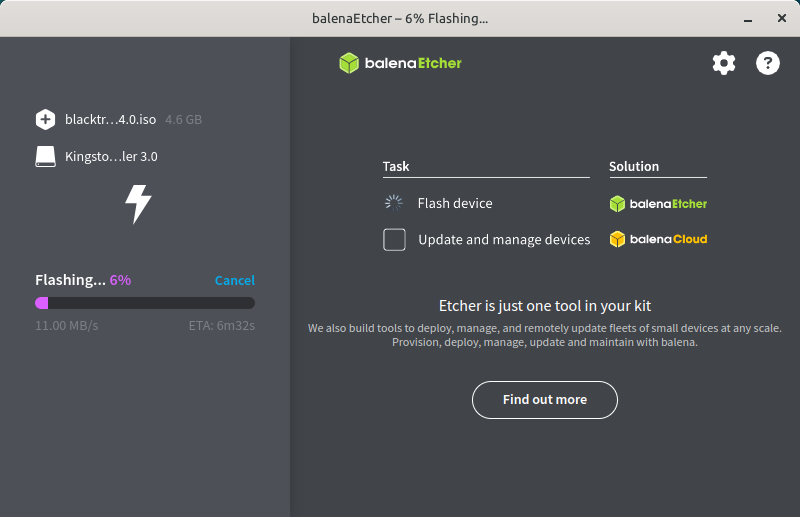 balenaEtcher – 6% Flashing...
balenaEtcher
blacktr…4.0.iso 4.6 GB
Kingsto…ler 3.0
Flashing... 6% Cancel
11.00 MB/s ETA: 6m32s
Task Solution
Flash device balenaEtcher
Update and manage devices balenaCloud
Etcher is just one tool in your kit
We also build tools to deploy, manage, and remotely update fleets of small devices at any scale.
Provision, deploy, manage, update and maintain with balena.
Find out more